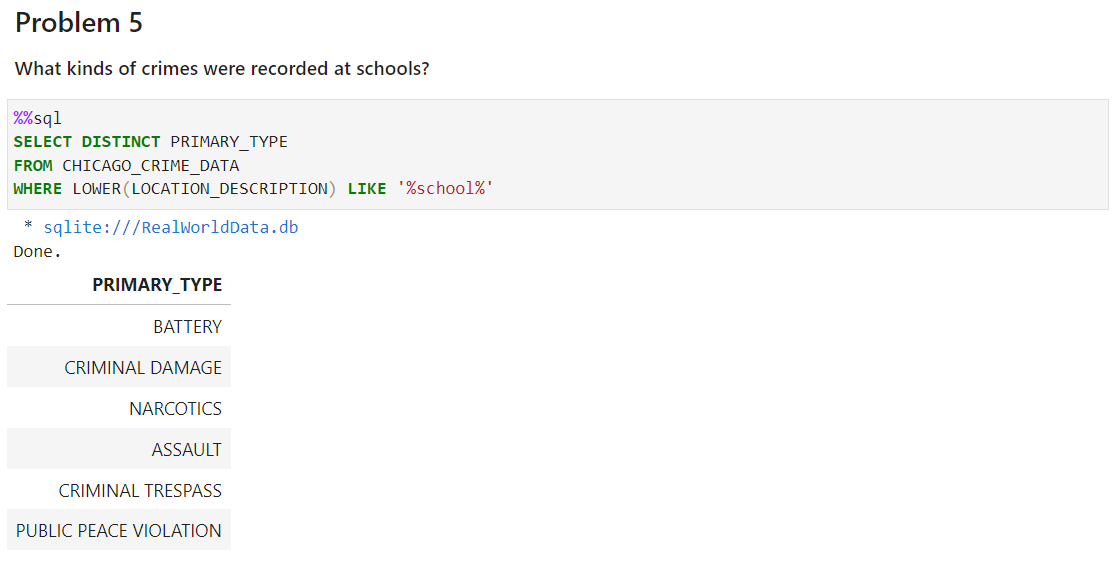 Problem 5
What kinds of crimes were recorded at schools?
%%sql
SELECT DISTINCT PRIMARY_TYPE
FROM CHICAGO_CRIME_DATA
WHERE LOWER(LOCATION_DESCRIPTION) LIKE '%school%'
* sqlite:///RealWorldData.db
Done.
PRIMARY_TYPE
BATTERY
CRIMINAL DAMAGE
NARCOTICS
ASSAULT
CRIMINAL TRESPASS
PUBLIC PEACE VIOLATION